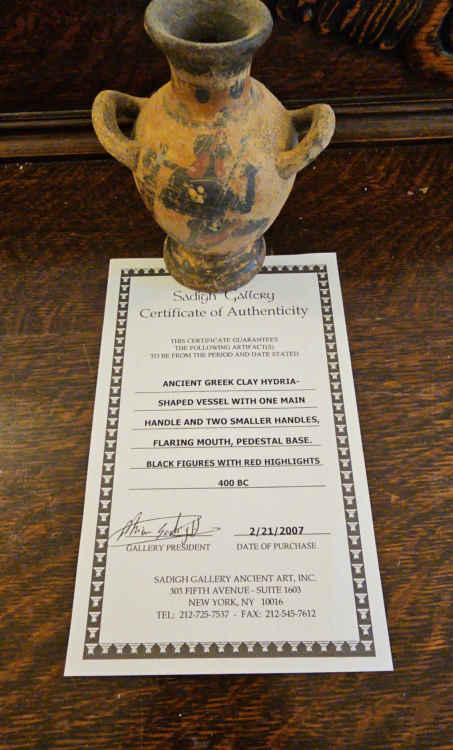 Sadigh Gallery
Certificate of Authenticity
THIS CERTIFICATE GUARANTEES
THE FOLLOWING ARTIFACT(S)
TO BE FROM THE PERIOD AND DATE STATED
ANCIENT GREEK CLAY HYDRIA-
SHAPED VESSEL WITH ONE MAIN
HANDLE AND TWO SMALLER HANDLES,
FLARING MOUTH, PEDESTAL BASE.
BLACK FIGURES WITH RED HIGHLIGHTS
400 BC
2/21/2007
GALLERY PRESIDENT DATE OF PURCHASE
SADIGH GALLERY ANCIENT ART, INC.
303 FIFTH AVENUE - SUITE 1603
NEW YORK, NY 10016
TEL: 212-725-7537 - FAX: 212-545-7612